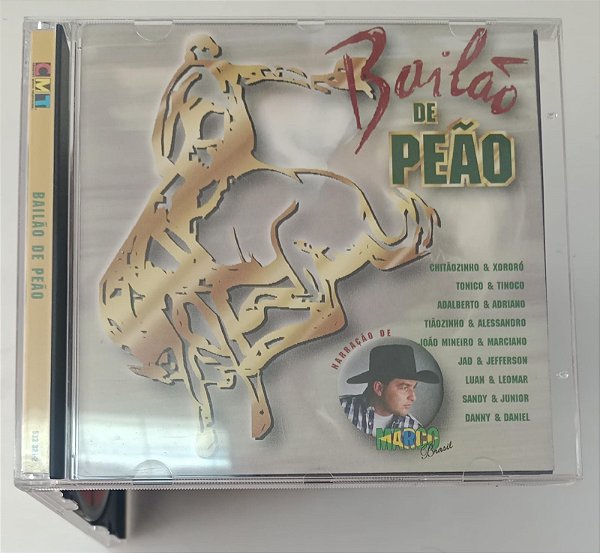 CMT
BAILÃO DE PEÃO
Bailão
DE
PEÃO
CHITÃOZINHO & XORORÓ
TONICO & TINOCO
ADALBERTO & ADRIANO
TIÃOZINHO & ALESSANDRO
JOÃO MINEIRO & MARCIANO
JAD & JEFFERSON
LUAN & LEOMAR
SANDY & JUNIOR
DANNY & DANIEL
NARRAÇÃO DE
MARCO
Brasil